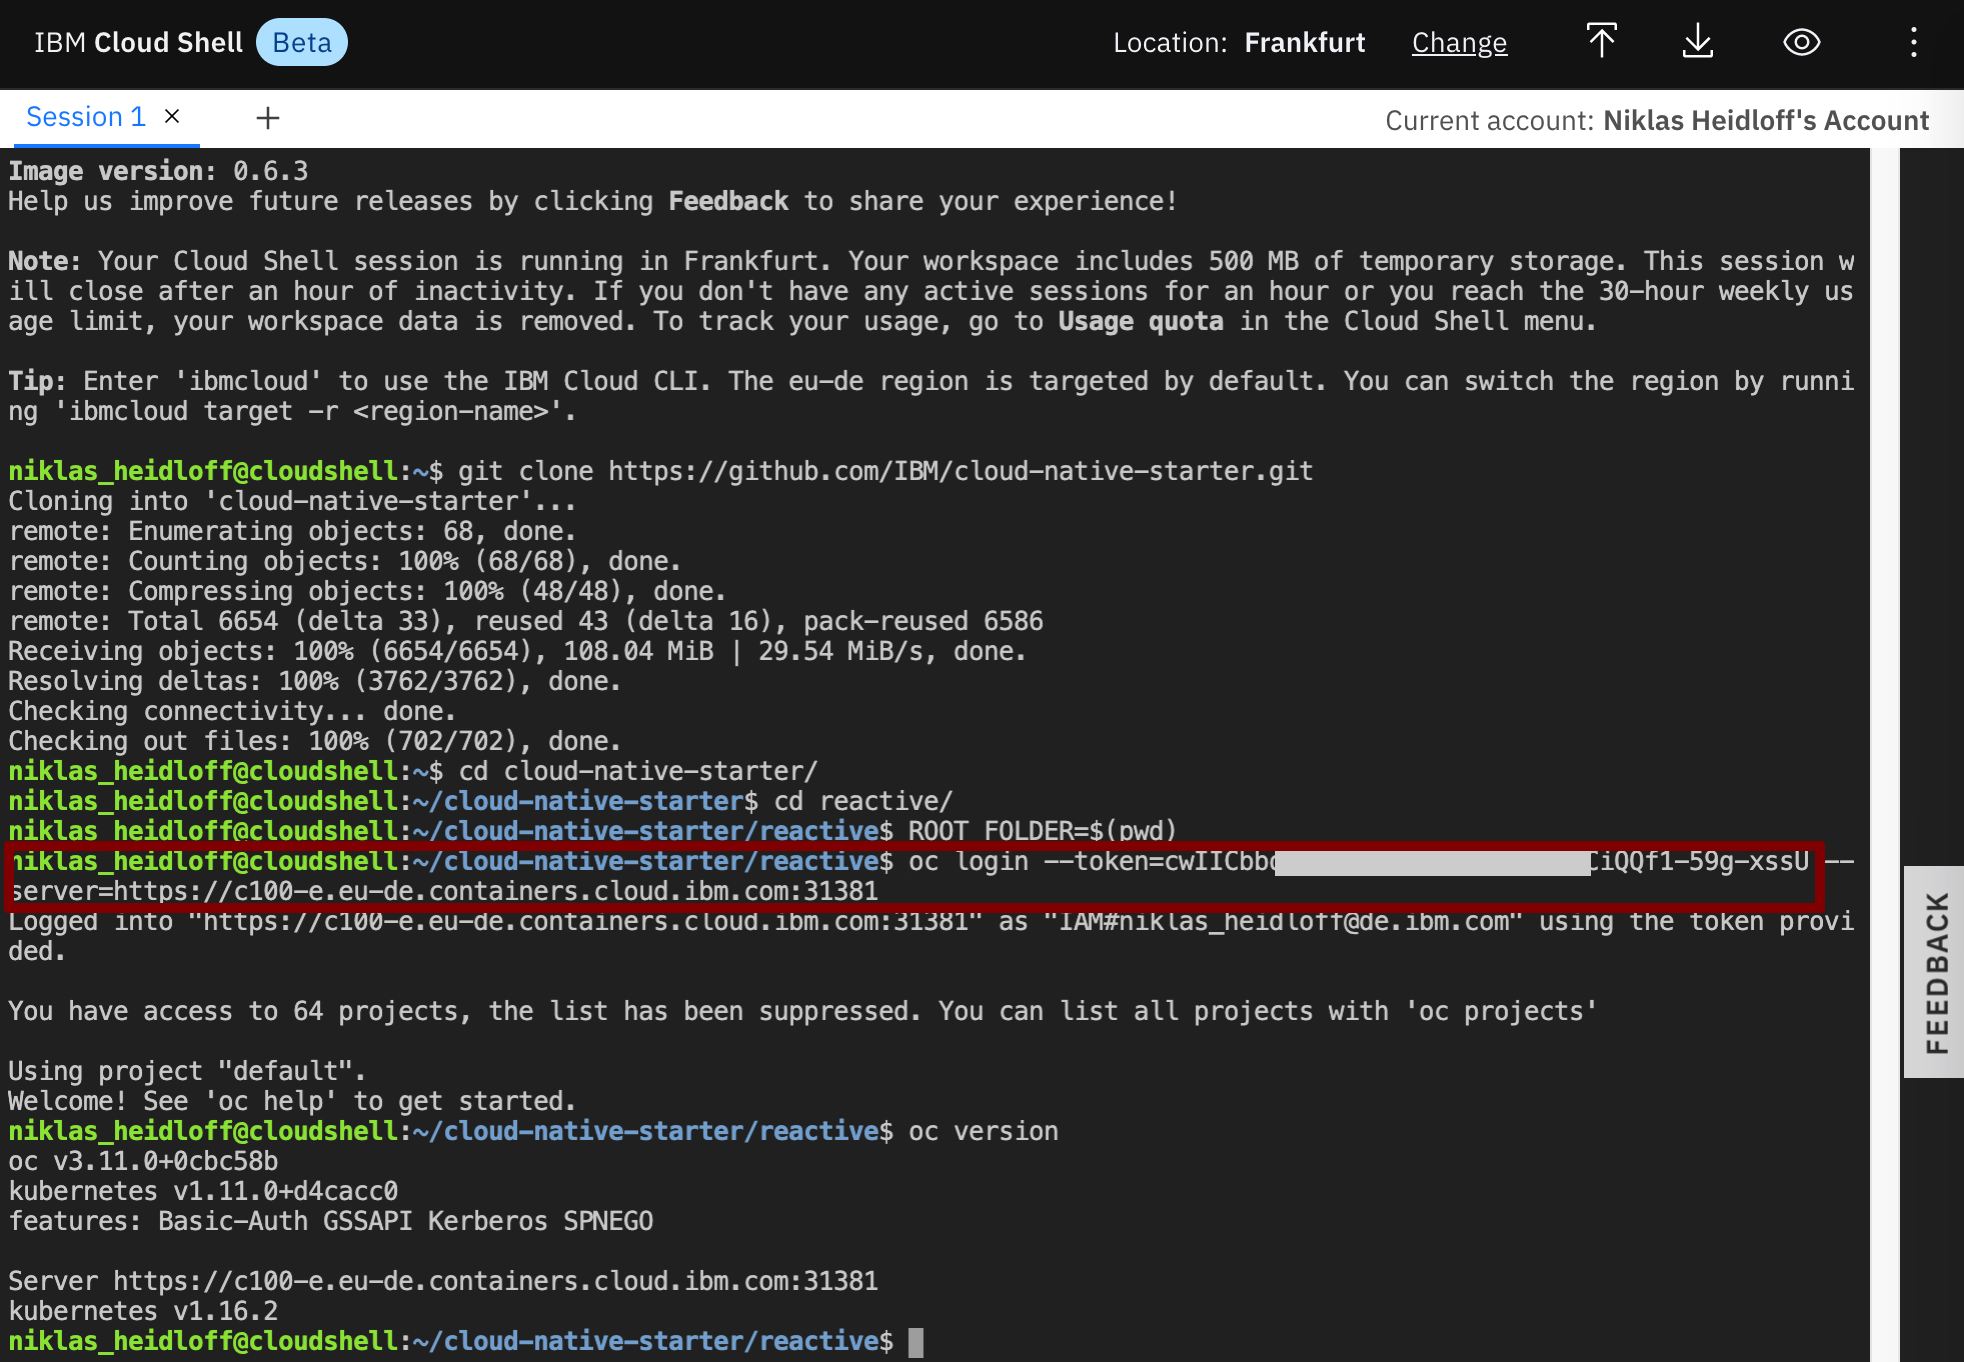 IBM Cloud Shell Beta Location: Frankfurt Change
Session 1 × + Current account: Niklas Heidloff's Account
Image version: 0.6.3
Help us improve future releases by clicking Feedback to share your experience!
Note: Your Cloud Shell session is running in Frankfurt. Your workspace includes 500 MB of temporary storage. This session w
ill close after an hour of inactivity. If you don't have any active sessions for an hour or you reach the 30-hour weekly us
age limit, your workspace data is removed. To track your usage, go to Usage quota in the Cloud Shell menu.
Tip: Enter 'ibmcloud' to use the IBM Cloud CLI. The eu-de region is targeted by default. You can switch the region by runni
ng 'ibmcloud target -r <region-name>'.
niklas_heidloff@cloudshell:~$ git clone https://github.com/IBM/cloud-native-starter.git
Cloning into 'cloud-native-starter'...
remote: Enumerating objects: 68, done.
remote: Counting objects: 100% (68/68), done.
remote: Compressing objects: 100% (48/48), done.
remote: Total 6654 (delta 33), reused 43 (delta 16), pack-reused 6586
Receiving objects: 100% (6654/6654), 108.04 MiB | 29.54 MiB/s, done.
Resolving deltas: 100% (3762/3762), done.
Checking connectivity... done.
Checking out files: 100% (702/702), done.
niklas_heidloff@cloudshell:~$ cd cloud-native-starter/
niklas_heidloff@cloudshell:~/cloud-native-starter$ cd reactive/
niklas_heidloff@cloudshell:~/cloud-native-starter/reactive$ ROOT_FOLDER=$(pwd)
niklas_heidloff@cloudshell:~/cloud-native-starter/reactive$ oc login --token=cwIICbb CiQQf1-59g-xssU --
server=https://c100-e.eu-de.containers.cloud.ibm.com:31381
Logged into "https://c100-e.eu-de.containers.cloud.ibm.com:31381" as "IAM#niklas_heidloff@de.ibm.com" using the token provi
ded.
You have access to 64 projects, the list has been suppressed. You can list all projects with 'oc projects'
Using project "default".
Welcome! See 'oc help' to get started.
niklas_heidloff@cloudshell:~/cloud-native-starter/reactive$ oc version
oc v3.11.0+0cbc58b
kubernetes v1.11.0+d4cacc0
features: Basic-Auth GSSAPI Kerberos SPNEGO
Server https://c100-e.eu-de.containers.cloud.ibm.com:31381
kubernetes v1.16.2
niklas_heidloff@cloudshell:~/cloud-native-starter/reactive$
FEEDBACK